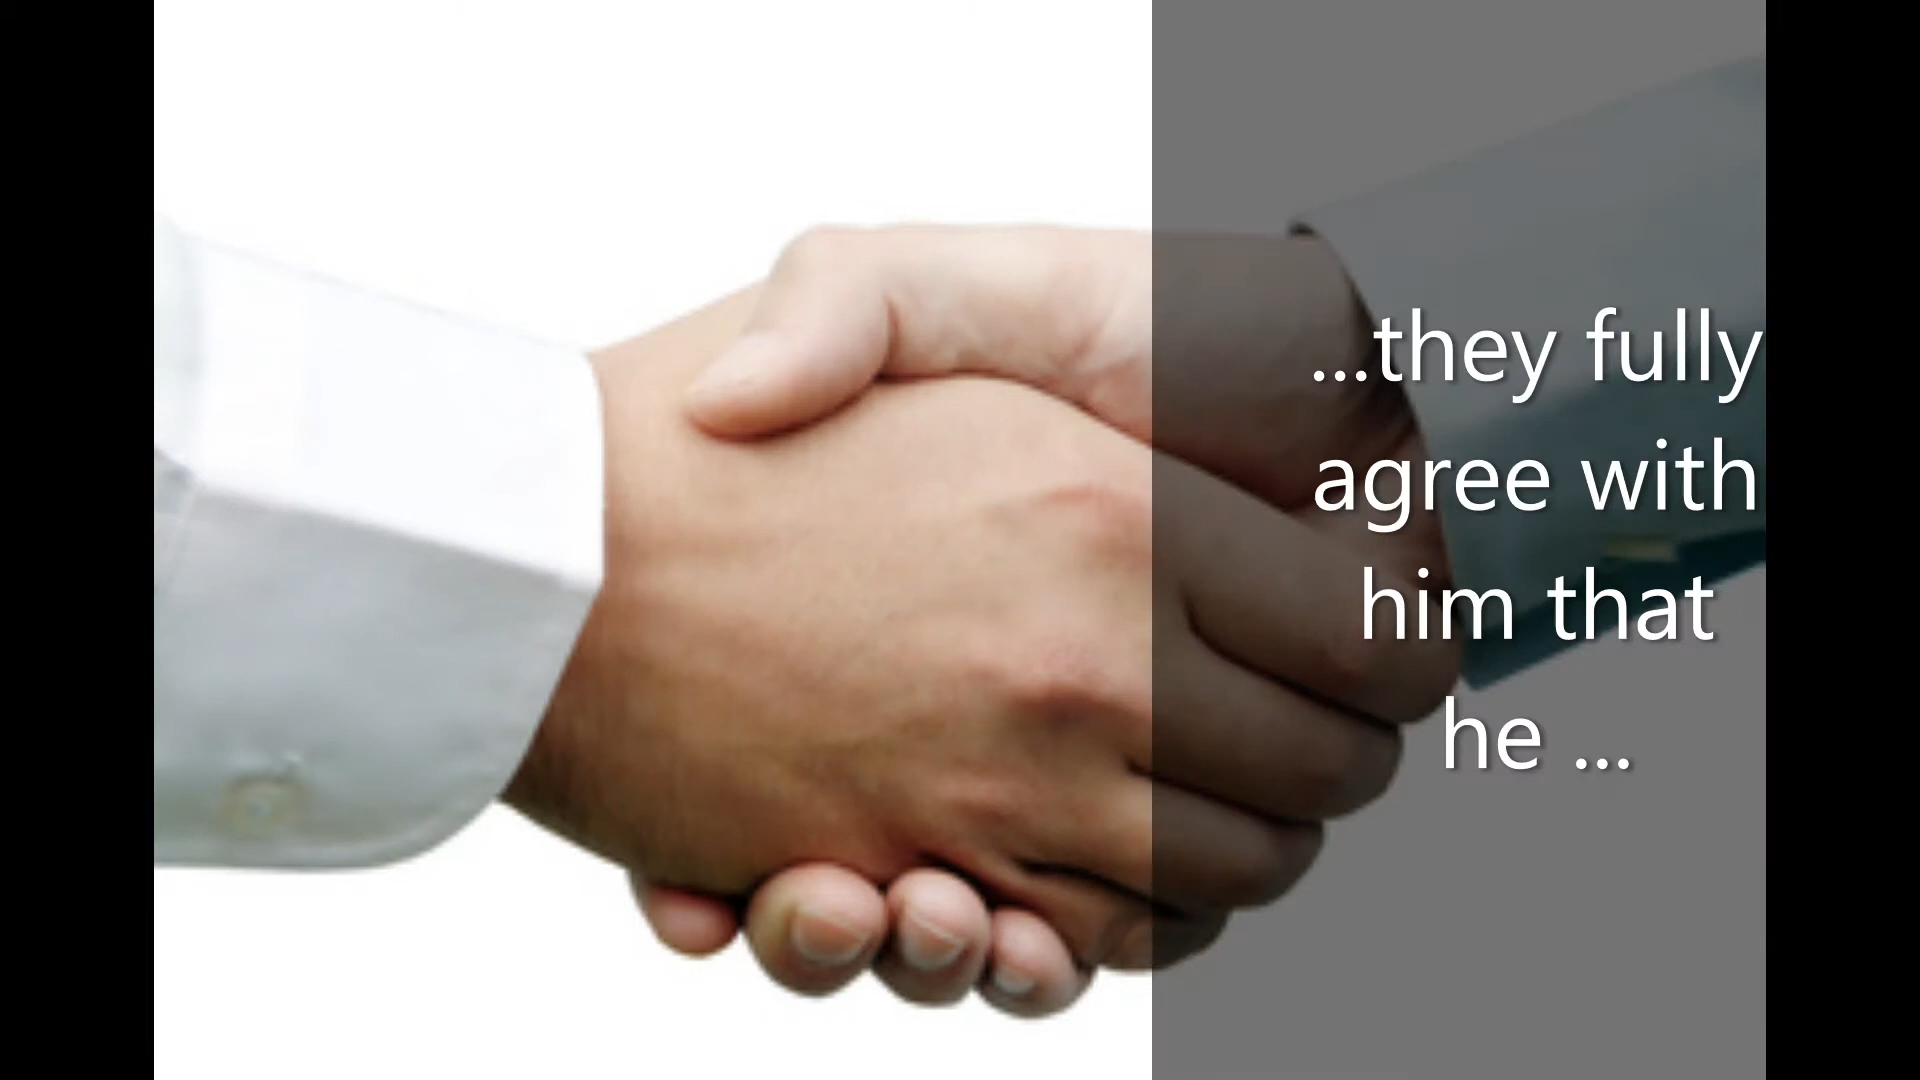 ...they fully
agree with
him that
he ...